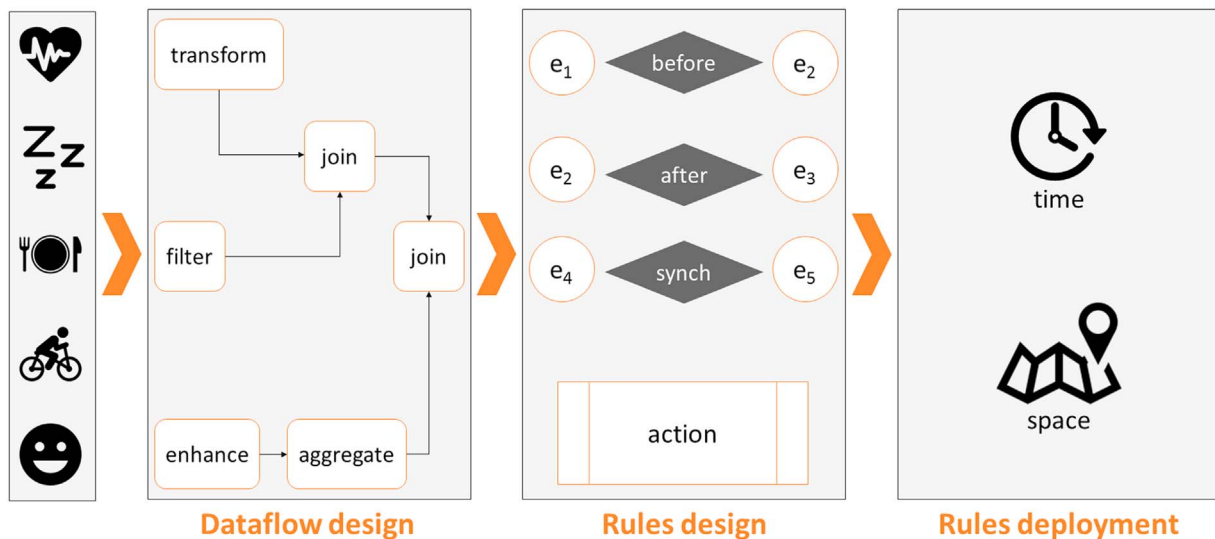 Z
Z
Z
transform
join
filter
join
enhance
aggregate
Dataflow design
e₁
before
e₂
e₂
after
e₃
e₄
synch
e₅
action
Rules design
time
space
Rules deployment